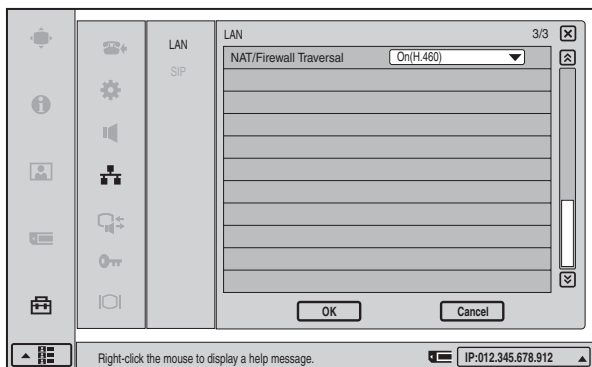 LAN
SIP
LAN
3/3
NAT/Firewall Traversal
On(H.460)
OK
Cancel
Right-click the mouse to display a help message.
IP:012.345.678.912